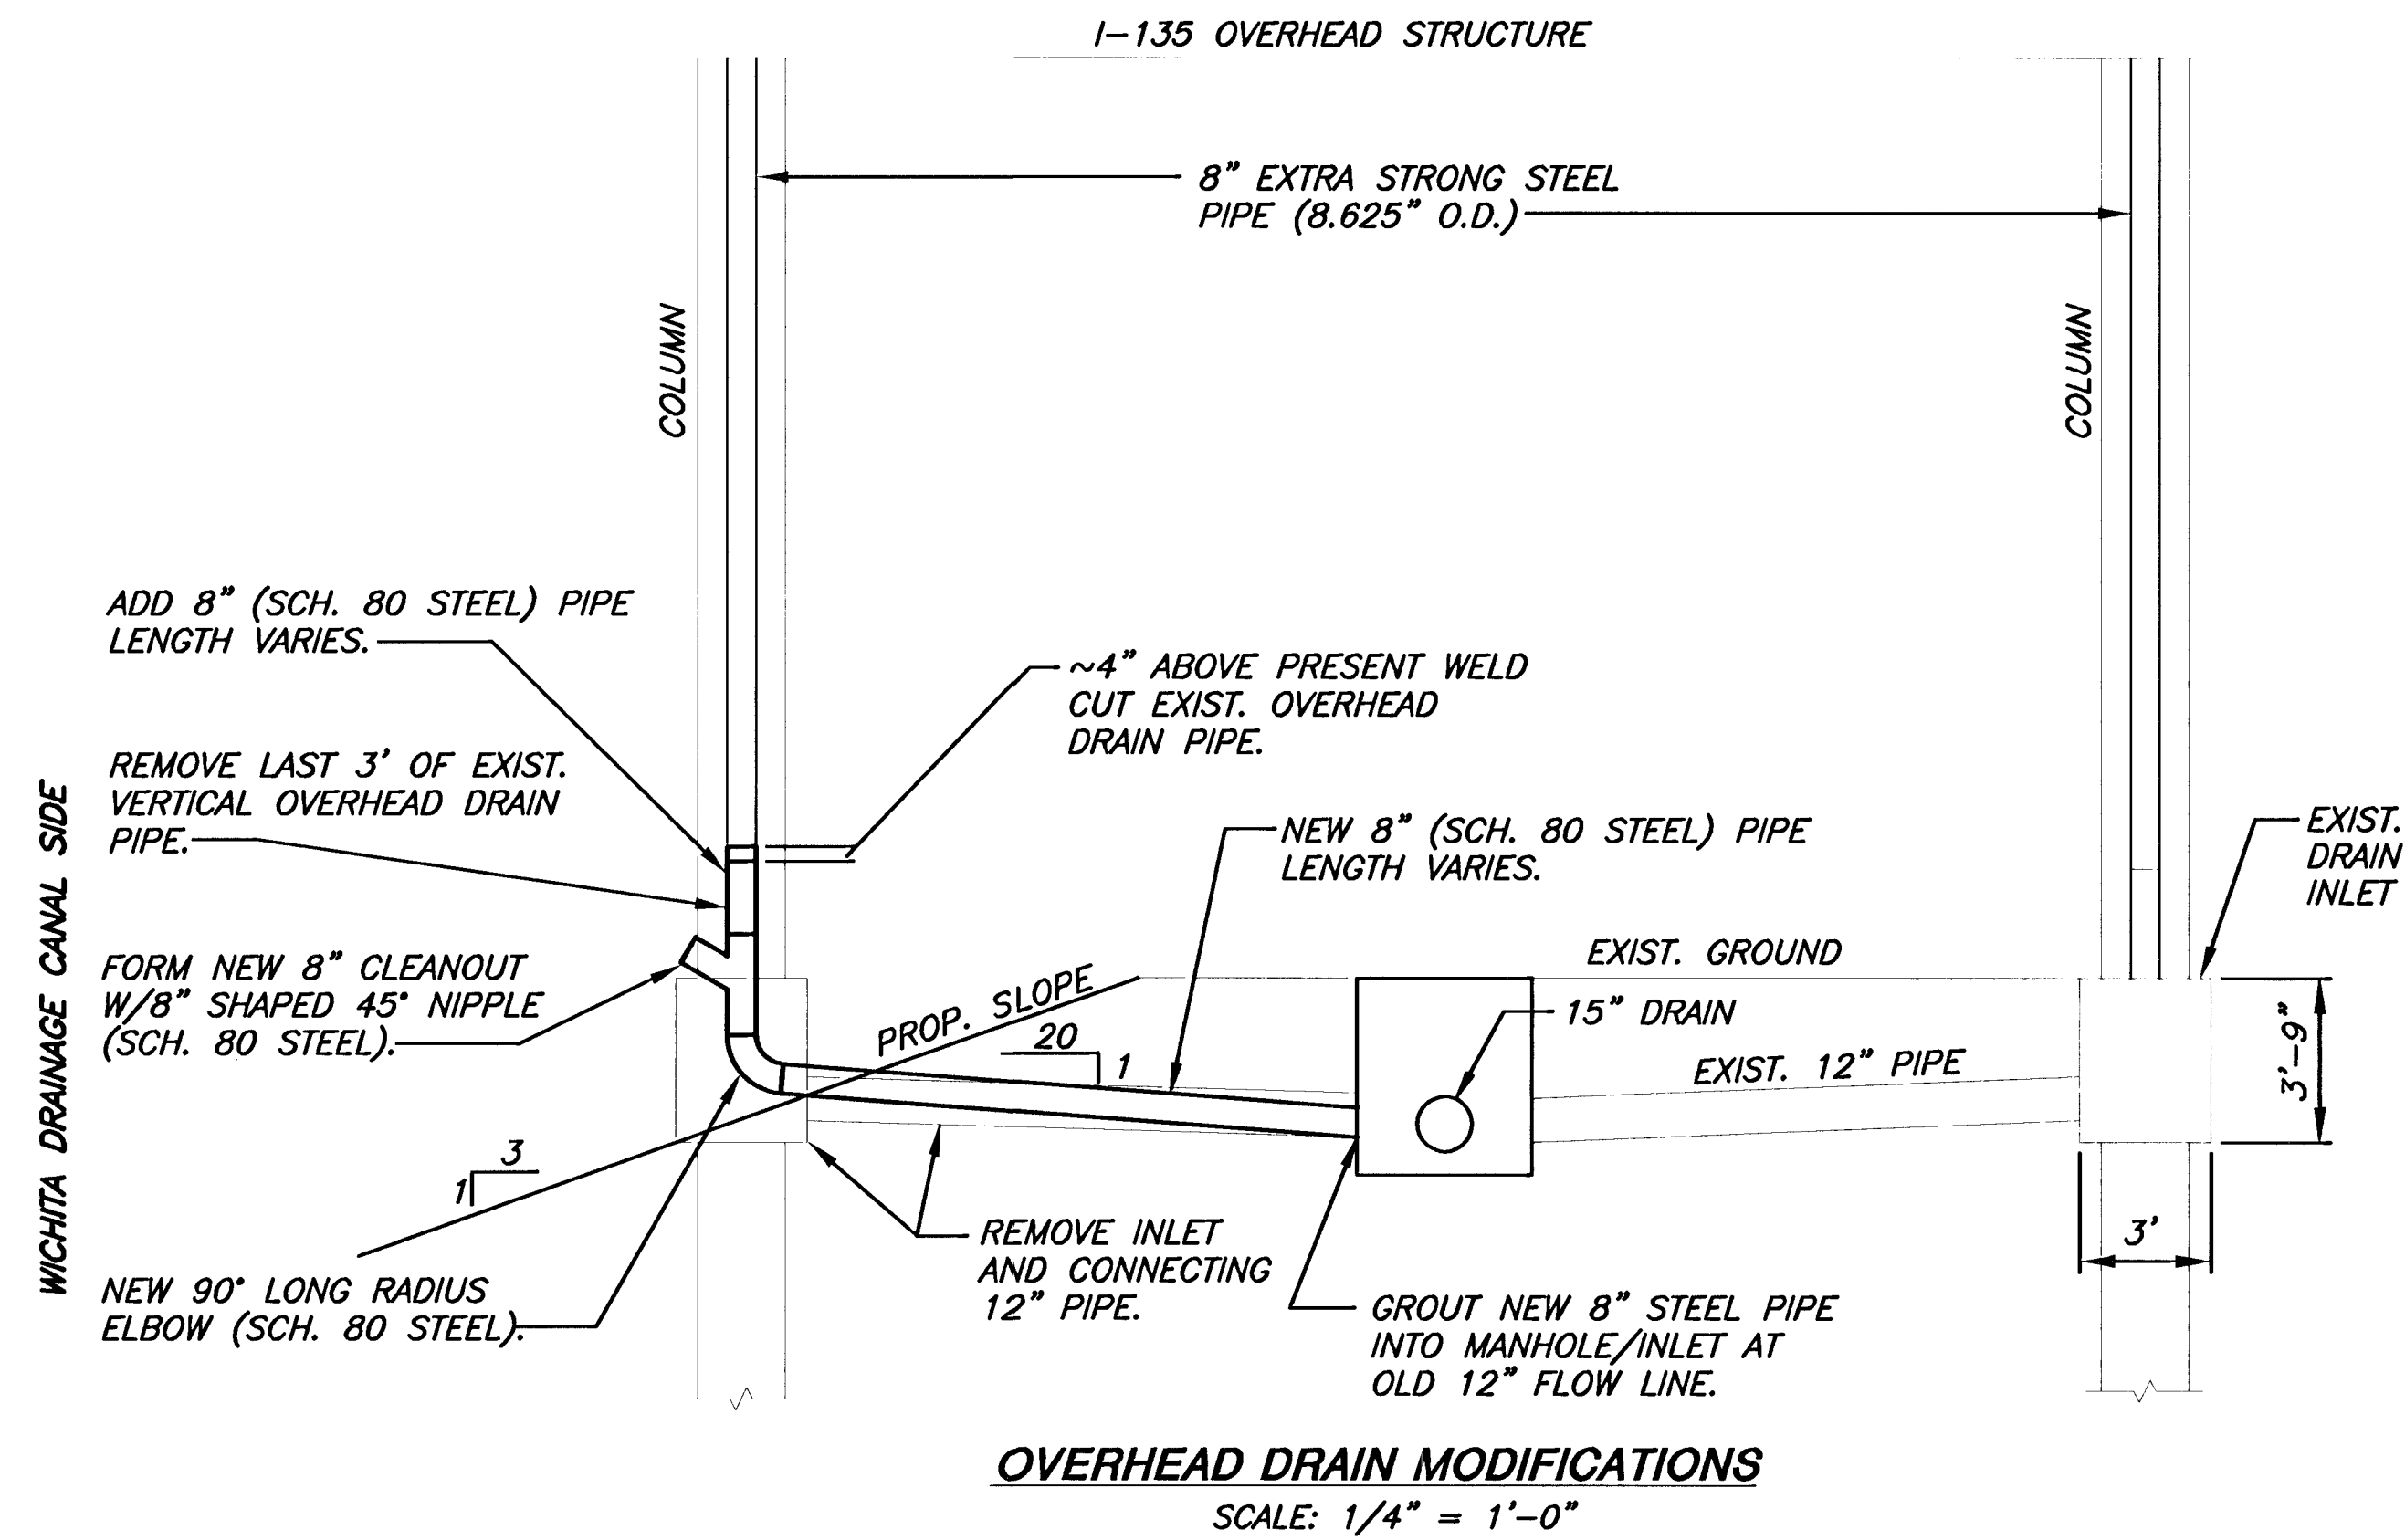 I-135 OVERHEAD STRUCTURE
8" EXTRA STRONG STEEL
PIPE (8.625" O.D.)
COLUMN
COLUMN
ADD 8" (SCH. 80 STEEL) PIPE
LENGTH VARIES.
~4" ABOVE PRESENT WELD
CUT EXIST. OVERHEAD
DRAIN PIPE.
REMOVE LAST 3' OF EXIST.
VERTICAL OVERHEAD DRAIN
PIPE.
WICHITA DRAINAGE CANAL SIDE
NEW 8" (SCH. 80 STEEL) PIPE
LENGTH VARIES.
EXIST.
DRAIN
INLET
FORM NEW 8" CLEANOUT
W/8" SHAPED 45° NIPPLE
(SCH. 80 STEEL).
PROP. SLOPE
20
1
EXIST. GROUND
15" DRAIN
EXIST. 12" PIPE
3'-9"
3
1
3'
REMOVE INLET
AND CONNECTING
12" PIPE.
NEW 90° LONG RADIUS
ELBOW (SCH. 80 STEEL).
GROUT NEW 8" STEEL PIPE
INTO MANHOLE/INLET AT
OLD 12" FLOW LINE.
OVERHEAD DRAIN MODIFICATIONS
SCALE: 1/4" = 1'-0"